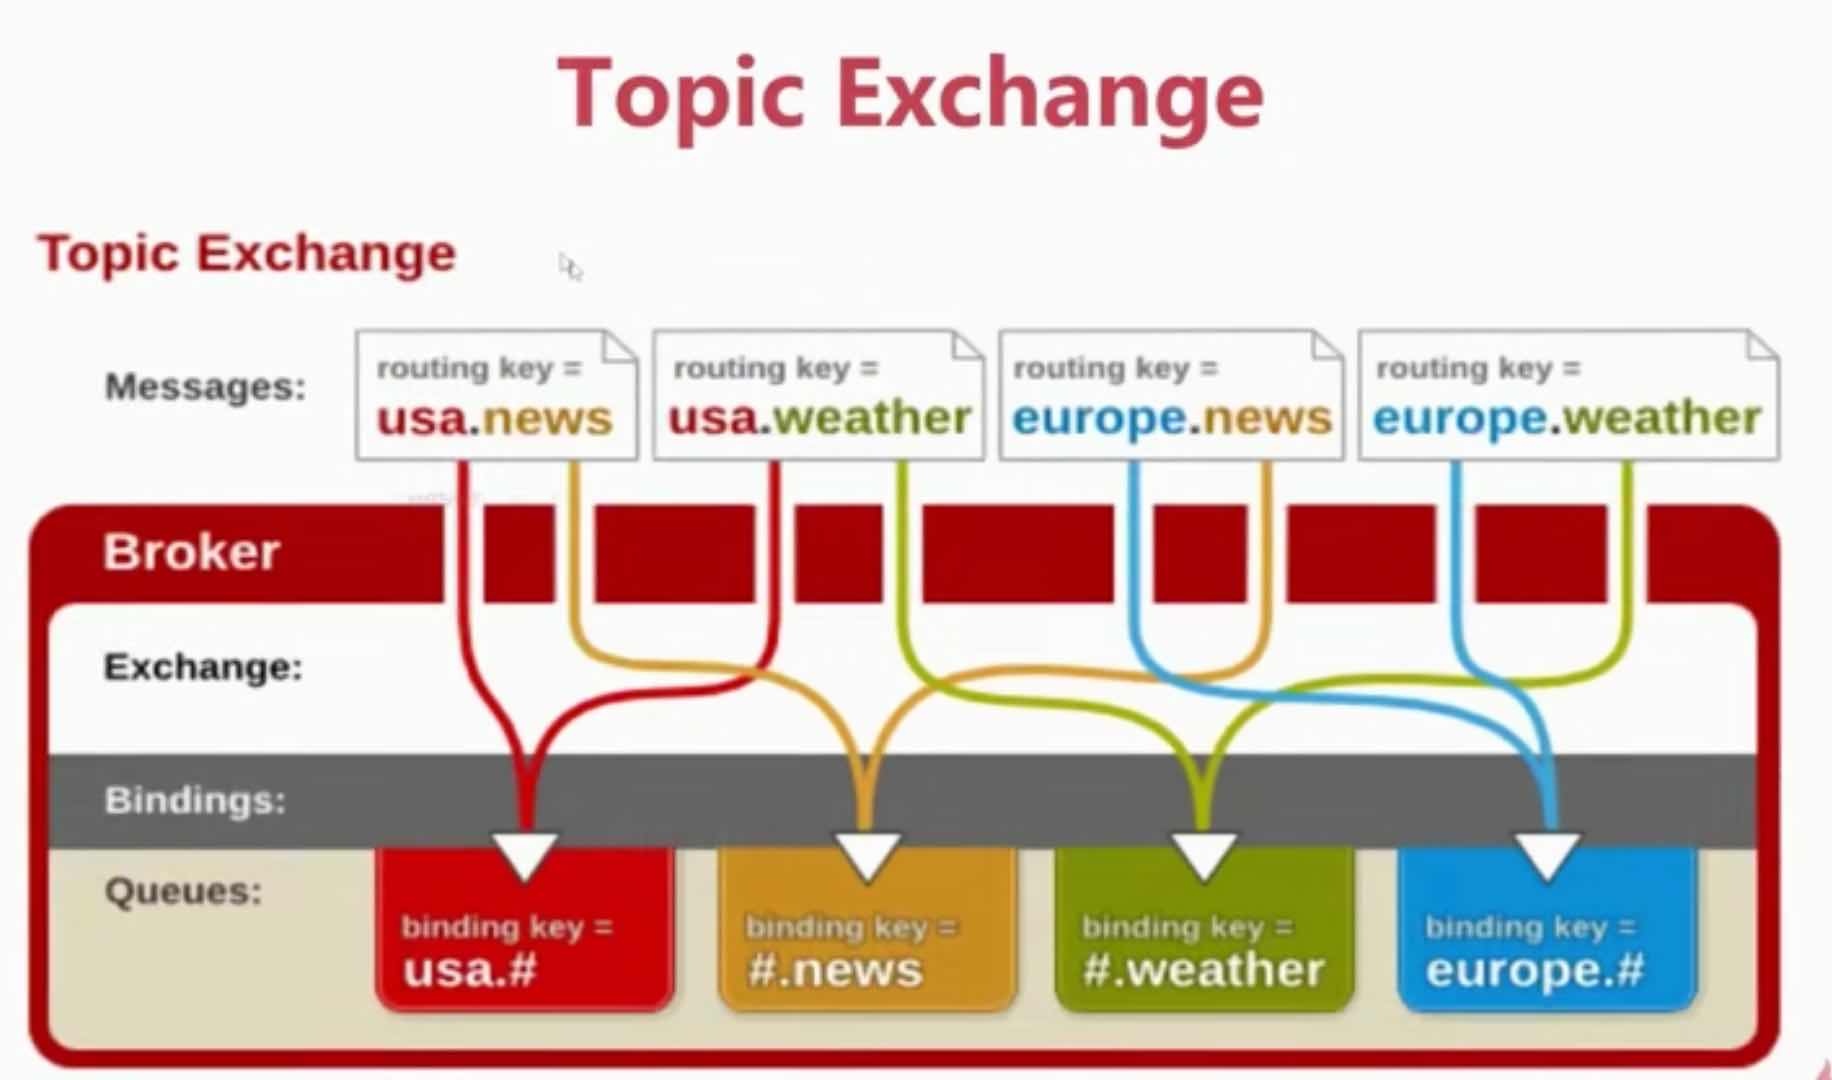 Topic Exchange
Topic Exchange
Messages:
routing key =
usa.news
routing key =
usa.weather
routing key =
europe.news
routing key =
europe.weather
Broker
Exchange:
Bindings:
Queues:
binding key =
usa.#
binding key =
#.news
binding key =
#.weather
binding key =
europe.#